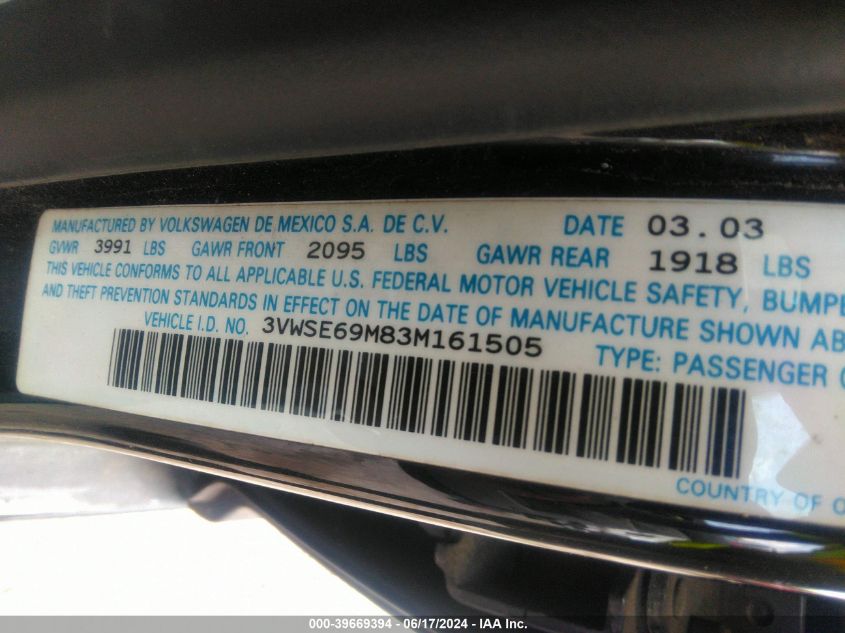 MANUFACTURED BY VOLKSWAGEN DE MEXICO S.A. DE C.V. DATE 03.03
GVWR 3991 LBS GAWR FRONT 2095 LBS GAWR REAR 1918 LBS
THIS VEHICLE CONFORMS TO ALL APPLICABLE U.S. FEDERAL MOTOR VEHICLE SAFETY,
AND THEFT PREVENTION STANDARDS IN EFFECT ON THE DATE OF MANUFACTURE SHOWN
VEHICLE I.D. NO. 3VWSE69M83M161505 TYPE: PASSENGER
COUNTRY OF
000-39669394 - 06/17/2024 - IAA Inc.